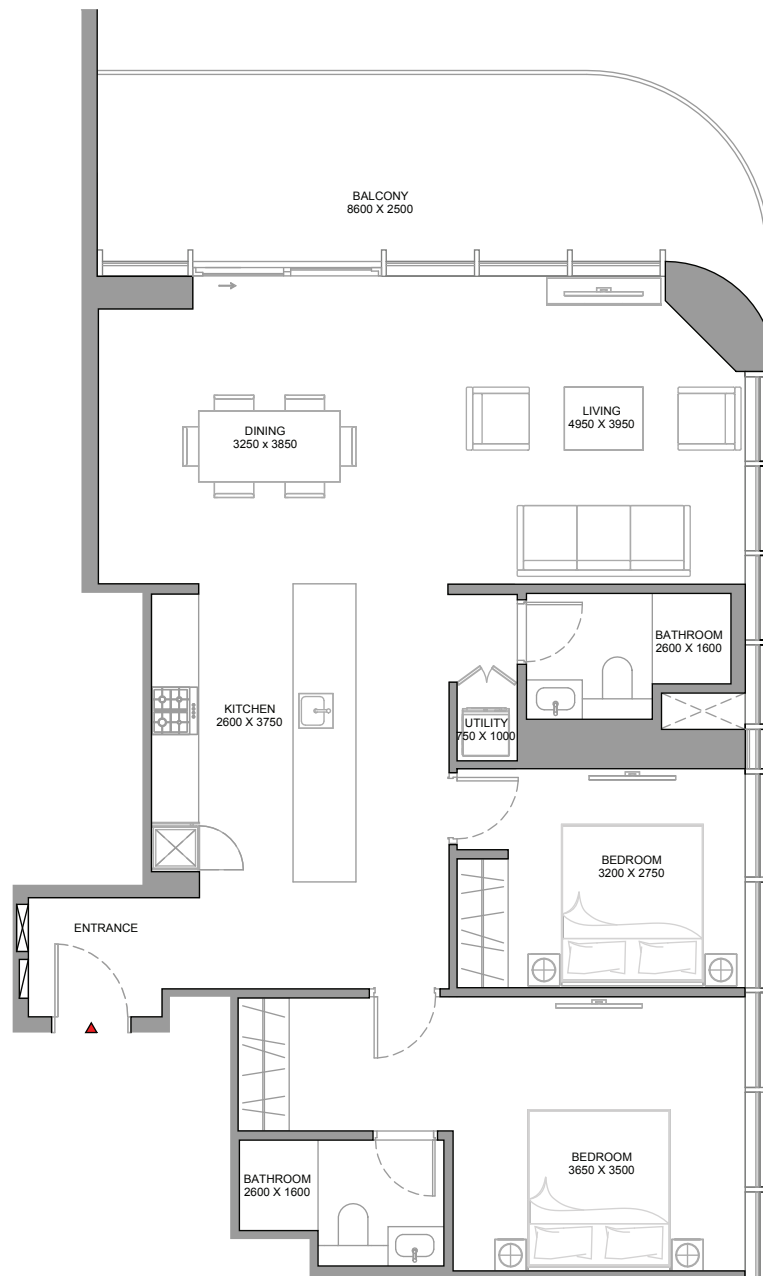 BALCONY
8600 X 2500
DINING
3250 x 3850
LIVING
4950 X 3950
BATHROOM
2600 X 1600
KITCHEN
2600 X 3750
UTILITY
750 X 1000
BEDROOM
3200 X 2750
ENTRANCE
BEDROOM
3650 X 3500
BATHROOM
2600 X 1600